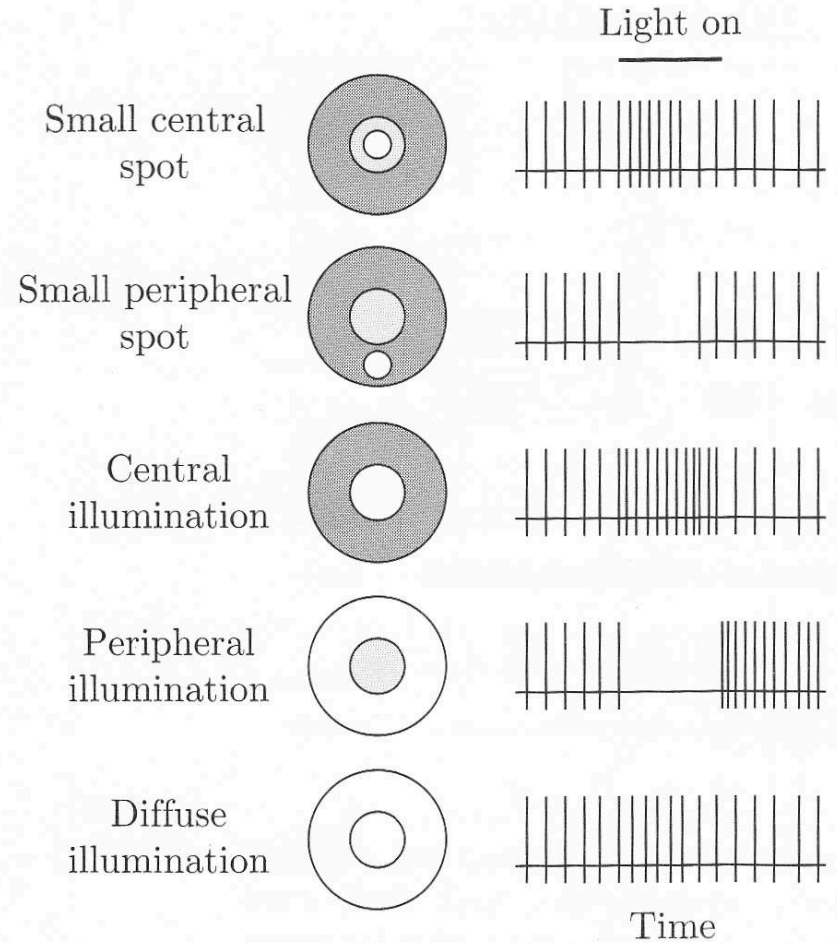 Light on
Small central
spot
Small peripheral
spot
Central
illumination
Peripheral
illumination
Diffuse
illumination
Time